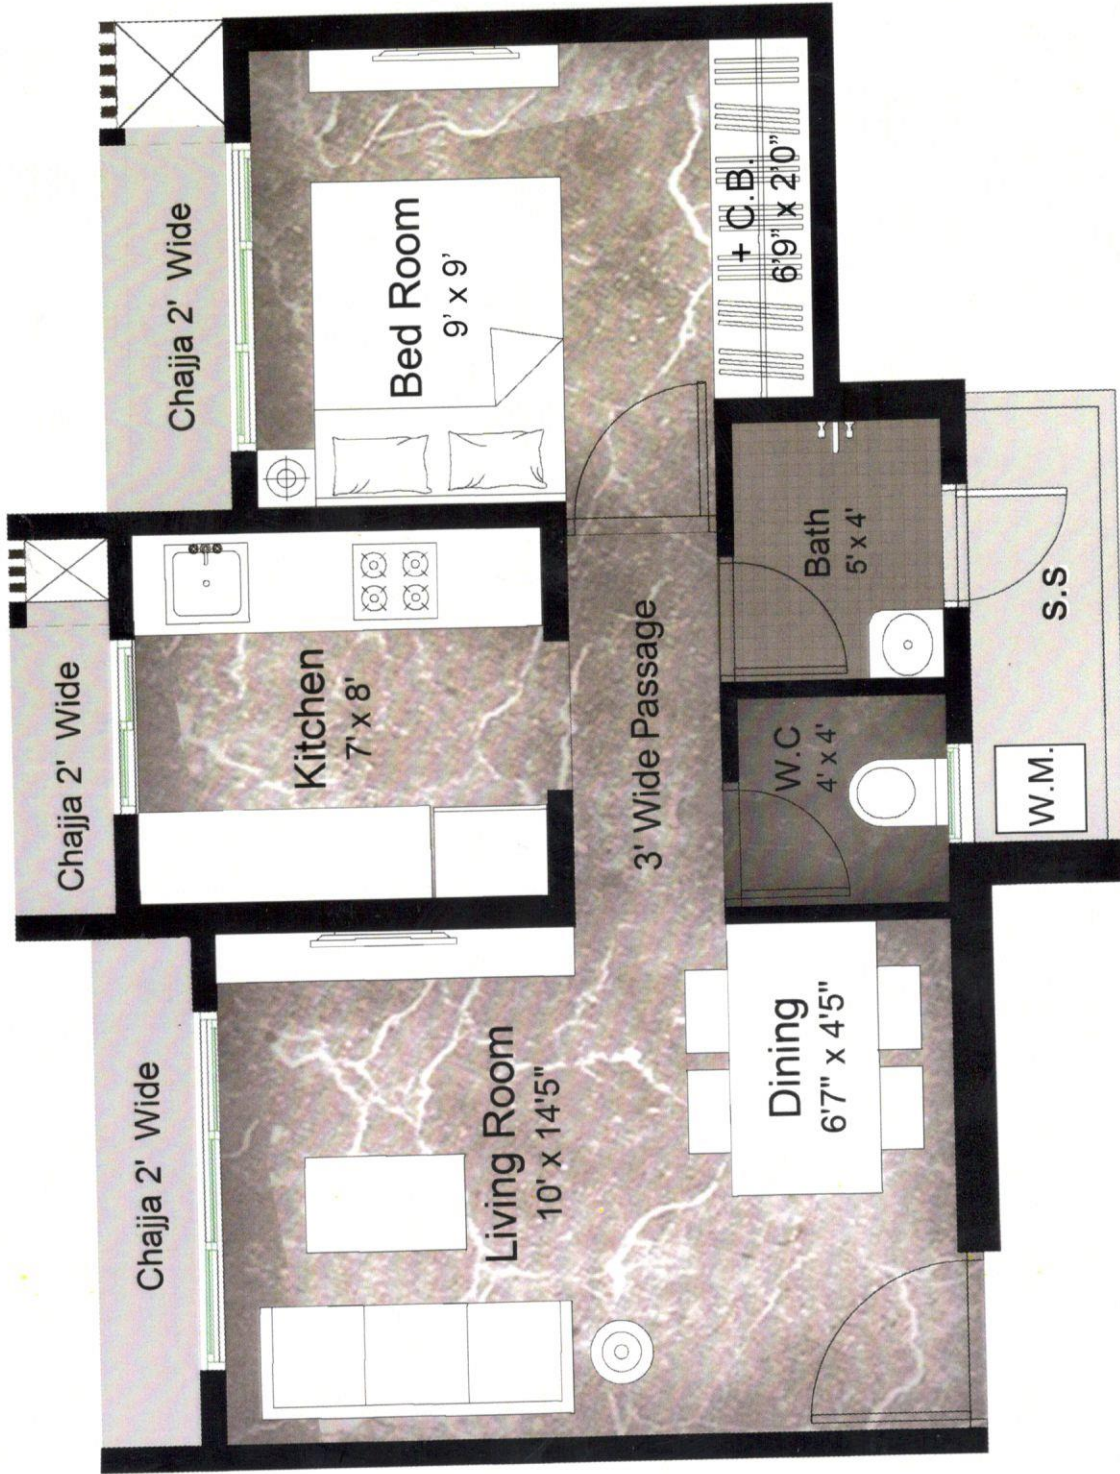 Chajja 2' Wide
Chajja 2' Wide
Chajja 2' Wide
Living Room
10' x 14'5"
Kitchen
7' x 8'
Bed Room
9' x 9'
+ C.B.
6'9" x 2'0"
3' Wide Passage
Dining
6'7" x 4'5"
W.C
4' x 4'
Bath
5' x 4'
W.M.
S.S